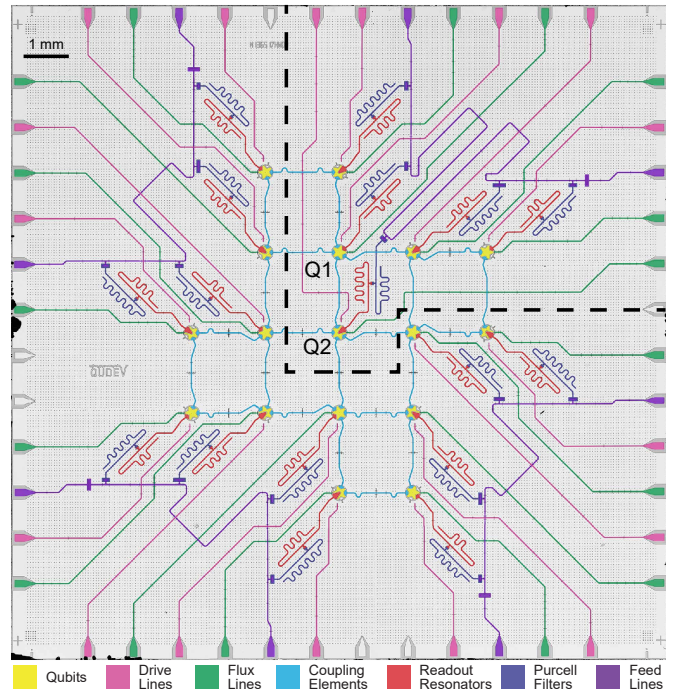 1 mm
Q1
Q2
QUDEV
Qubits
Drive
Lines
Flux
Lines
Coupling
Elements
Readout
Resonators
Purcell
Filters
Feed
Lines